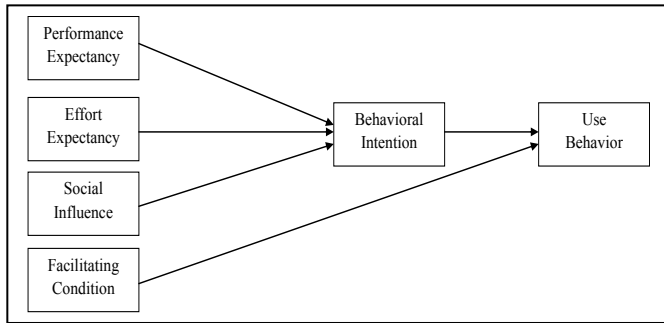 Performance
Expectancy
Effort
Expectancy
Social
Influence
Facilitating
Condition
Behavioral
Intention
Use
Behavior